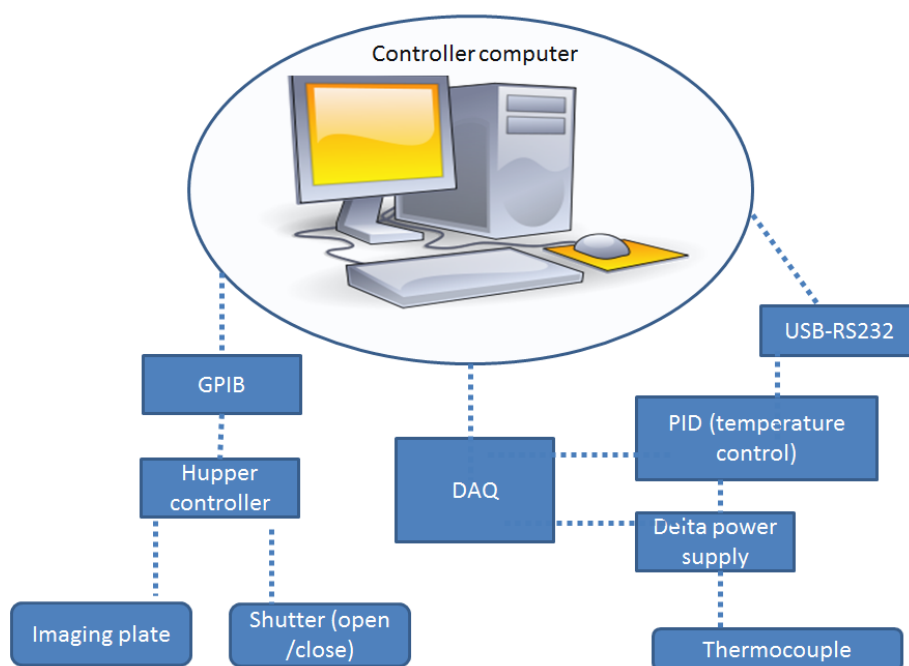 Controller computer
USB-RS232
GPIB
PID (temperature
control)
Hupper
controller
DAQ
Delta power
supply
Imaging plate
Shutter (open
/close)
Thermocouple